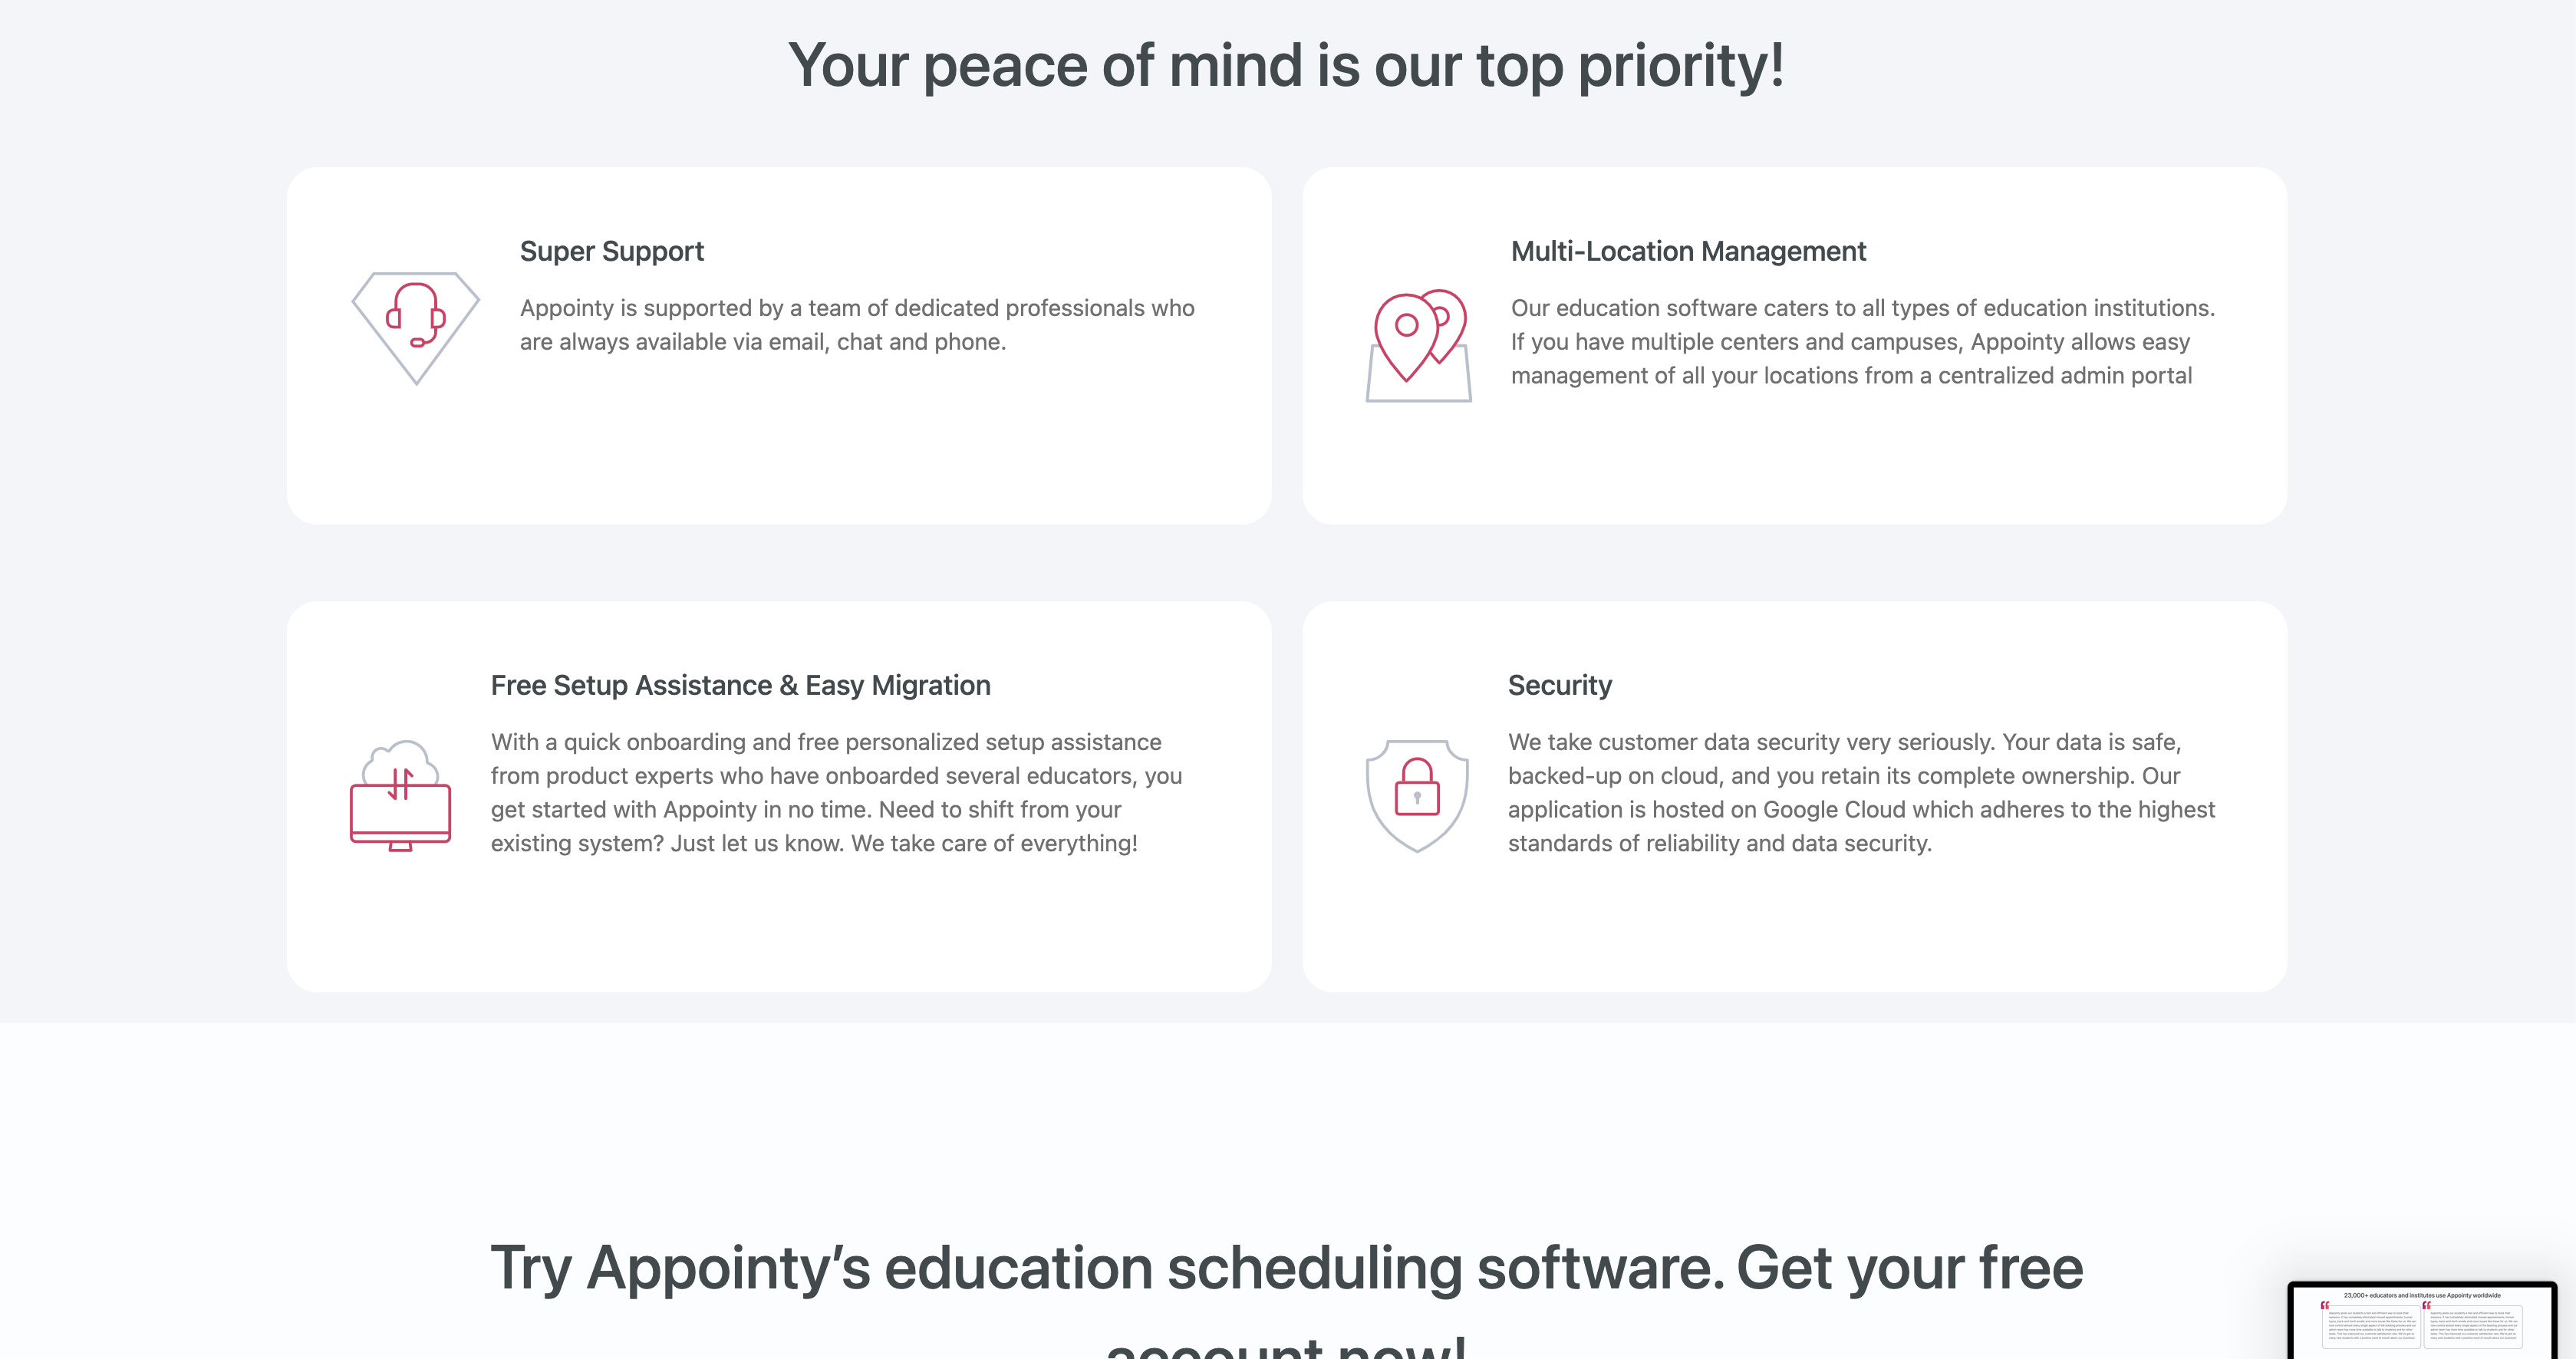 Your peace of mind is our top priority!
Super Support
Appointy is supported by a team of dedicated professionals who
are always available via email, chat and phone.
Multi-Location Management
Our education software caters to all types of education institutions.
If you have multiple centers and campuses, Appointy allows easy
management of all your locations from a centralized admin portal
Free Setup Assistance & Easy Migration
With a quick onboarding and free personalized setup assistance
from product experts who have onboarded several educators, you
get started with Appointy in no time. Need to shift from your
existing system? Just let us know. We take care of everything!
Security
We take customer data security very seriously. Your data is safe,
backed-up on cloud, and you retain its complete ownership. Our
application is hosted on Google Cloud which adheres to the highest
standards of reliability and data security.
Try Appointy’s education scheduling software. Get your free
account now!
23,000+ educators and institutes use Appointy worldwide